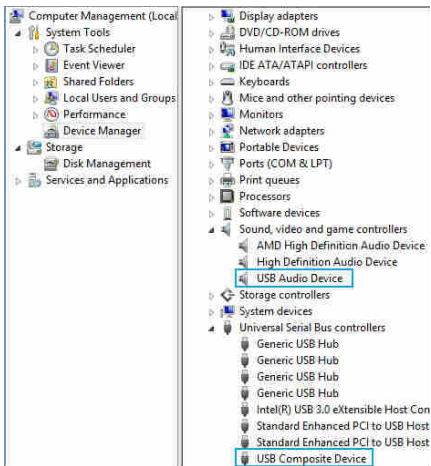 Computer Management (Local
System Tools
Task Scheduler
Event Viewer
Shared Folders
Local Users and Groups
Performance
Device Manager
Storage
Disk Management
Services and Applications
Display adapters
DVD/CD-ROM drives
Human Interface Devices
IDE ATA/ATAPI controllers
Keyboards
Mice and other pointing devices
Monitors
Network adapters
Portable Devices
Ports (COM & LPT)
Print queues
Processors
Software devices
Sound, video and game controllers
AMD High Definition Audio Device
High Definition Audio Device
USB Audio Device
Storage controllers
System devices
Universal Serial Bus controllers
Generic USB Hub
Generic USB Hub
Generic USB Hub
Generic USB Hub
Intel(R) USB 3.0 eXtensible Host Con
Standard Enhanced PCI to USB Host
Standard Enhanced PCI to USB Host
USB Composite Device